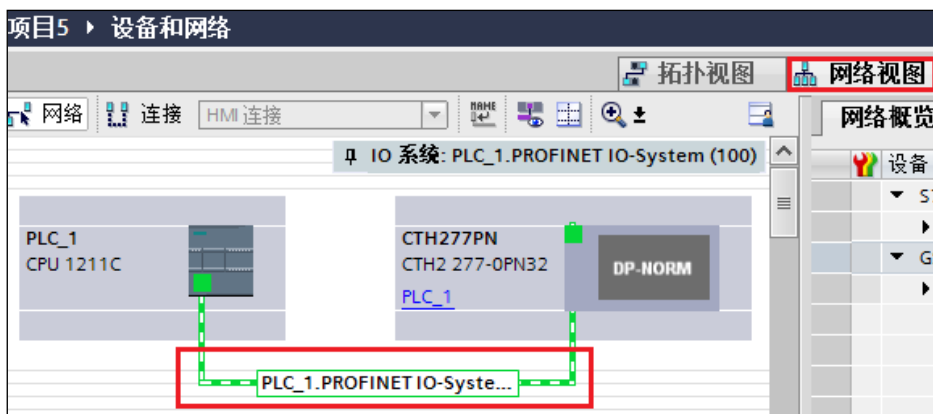 项目5 ▸ 设备和网络
拓扑视图 网络视图
网络 连接 HMI 连接
网络概览
IO 系统: PLC_1.PROFINET IO-System (100)
设备
PLC_1
CPU 1211C
CTH277PN
CTH2 277-0PN32
PLC_1
DP-NORM
G
PLC_1.PROFINET IO-Syste...